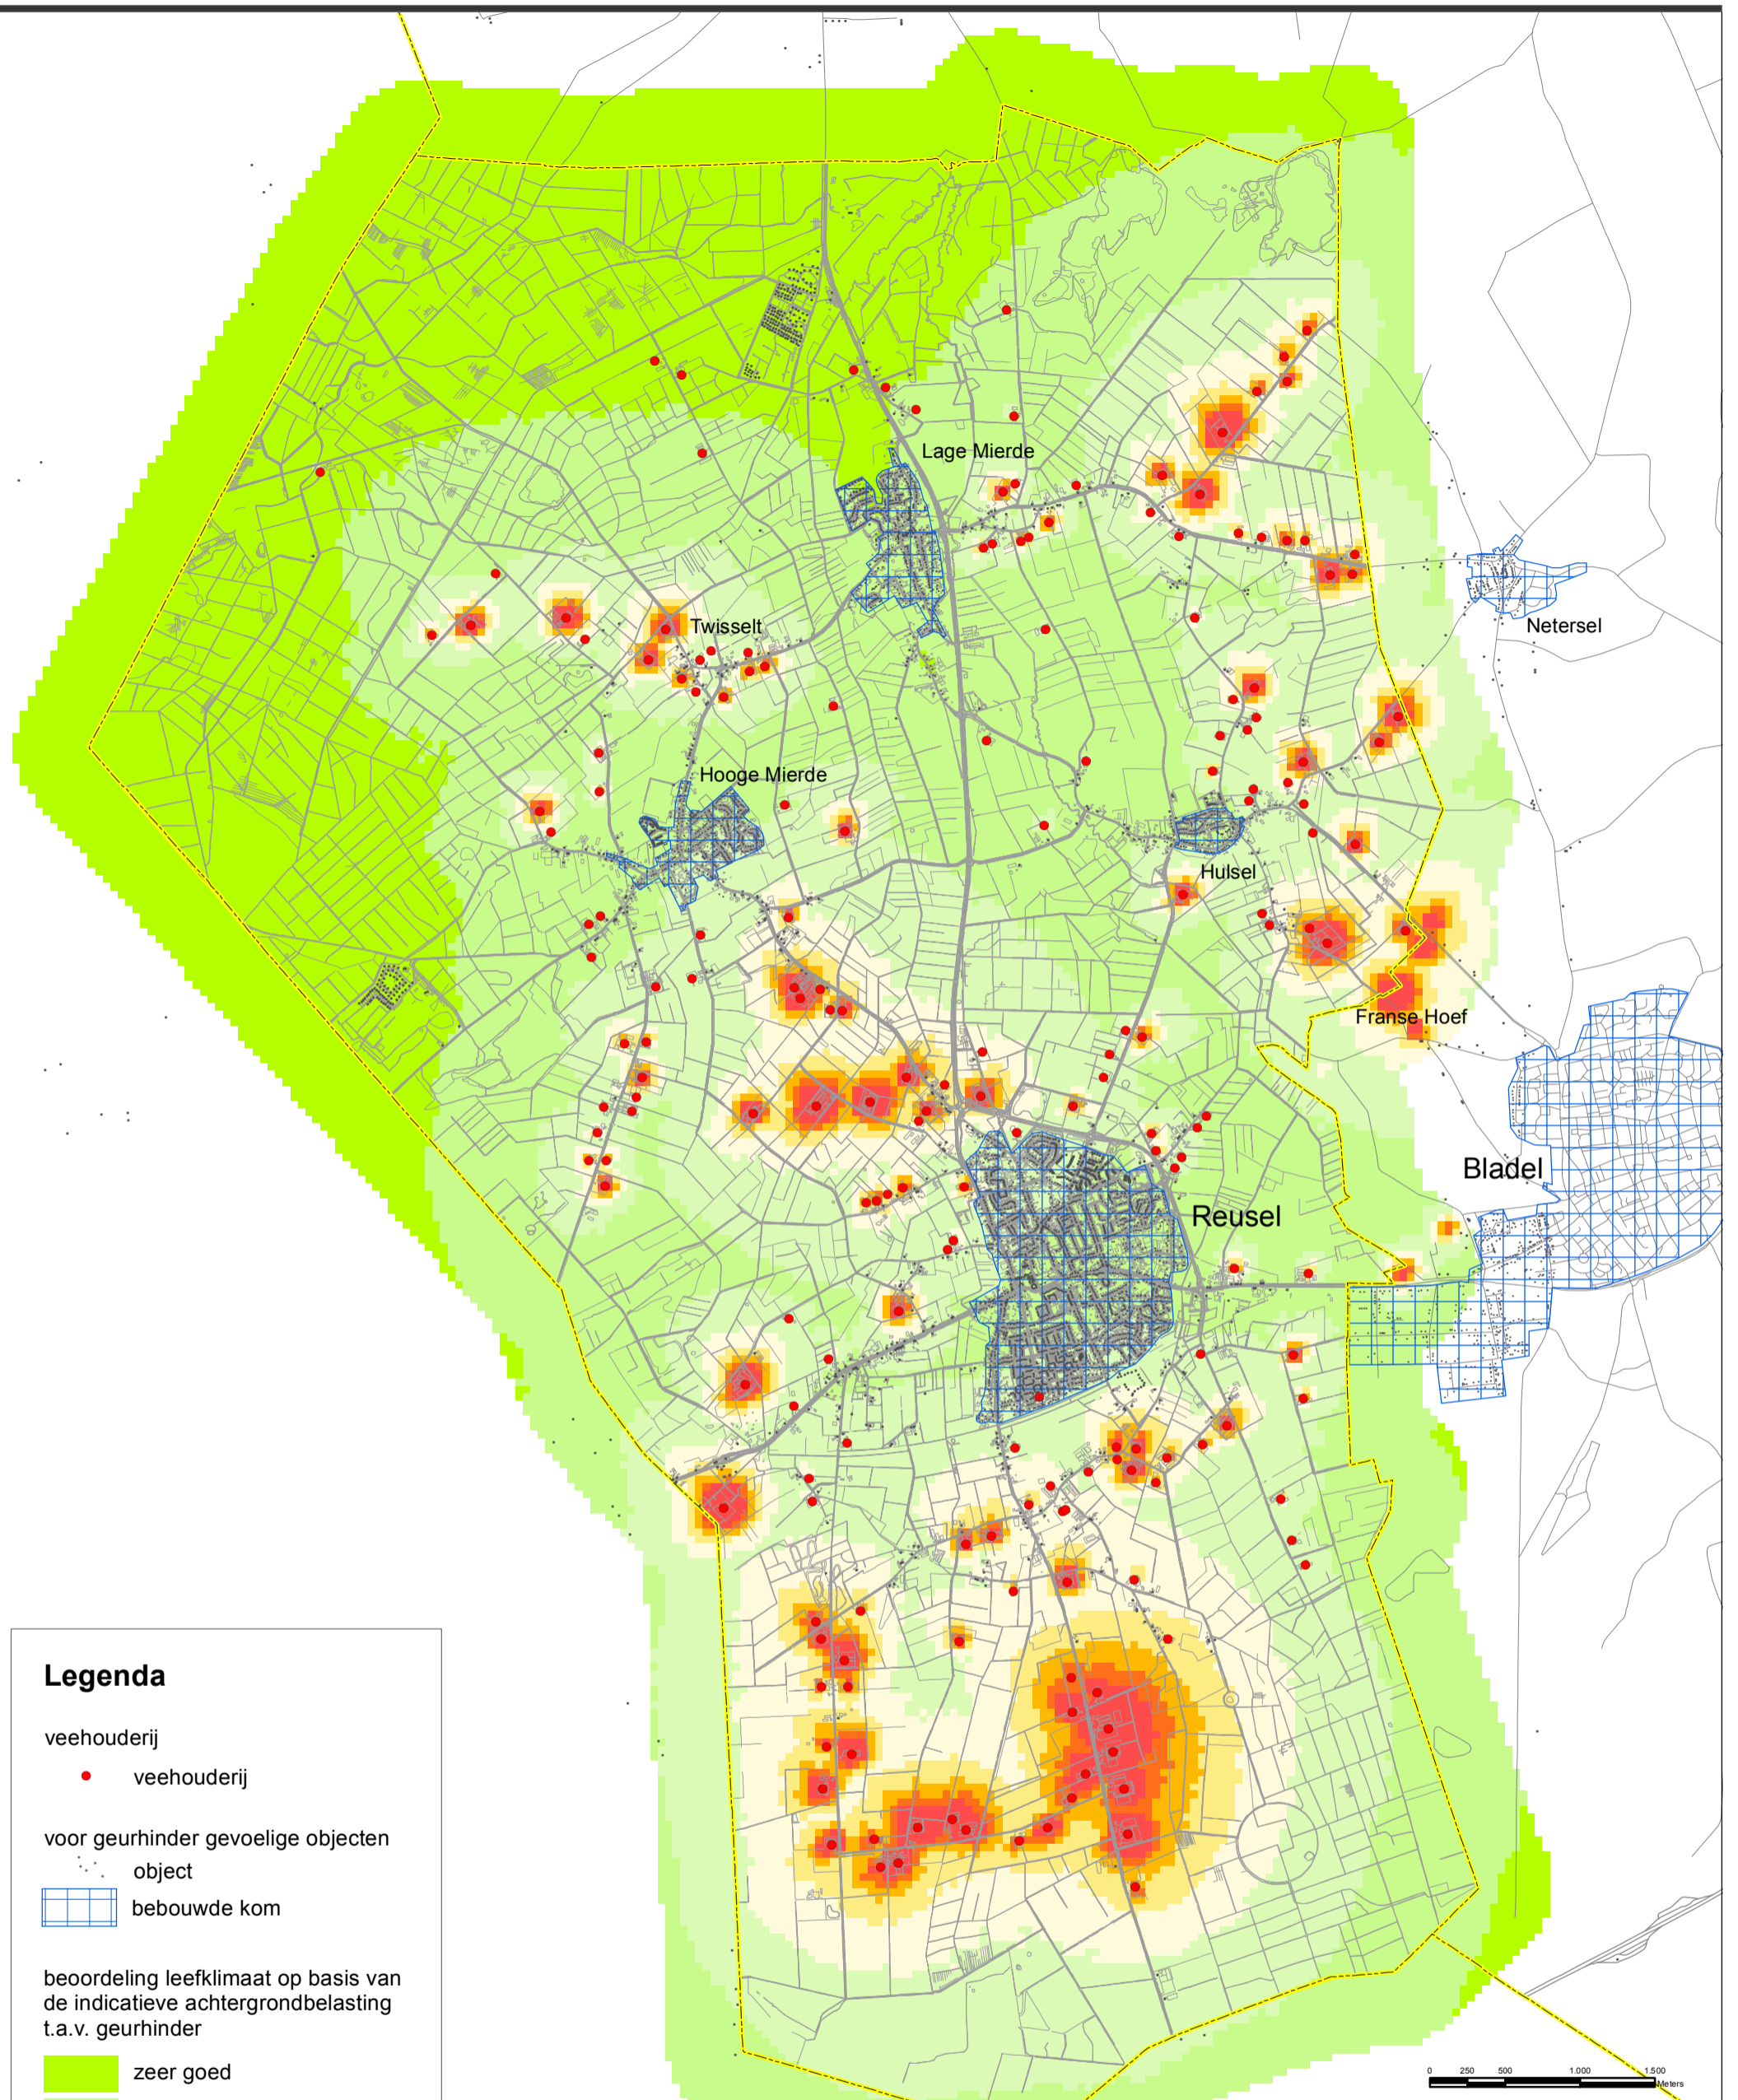 Lage Mierde
Netersel
Twisselt
Hooge Mierde
Hulsel
Franse Hoef
Bladel
Reusel
Legenda
veehouderij
veehouderij
voor geurhinder gevoelige objecten
object
bebouwde kom
beoordeling leefklimaat op basis van
de indicatieve achtergrondbelasting
t.a.v. geurhinder
zeer goed
0 250 500 1.000 1.500
Meters